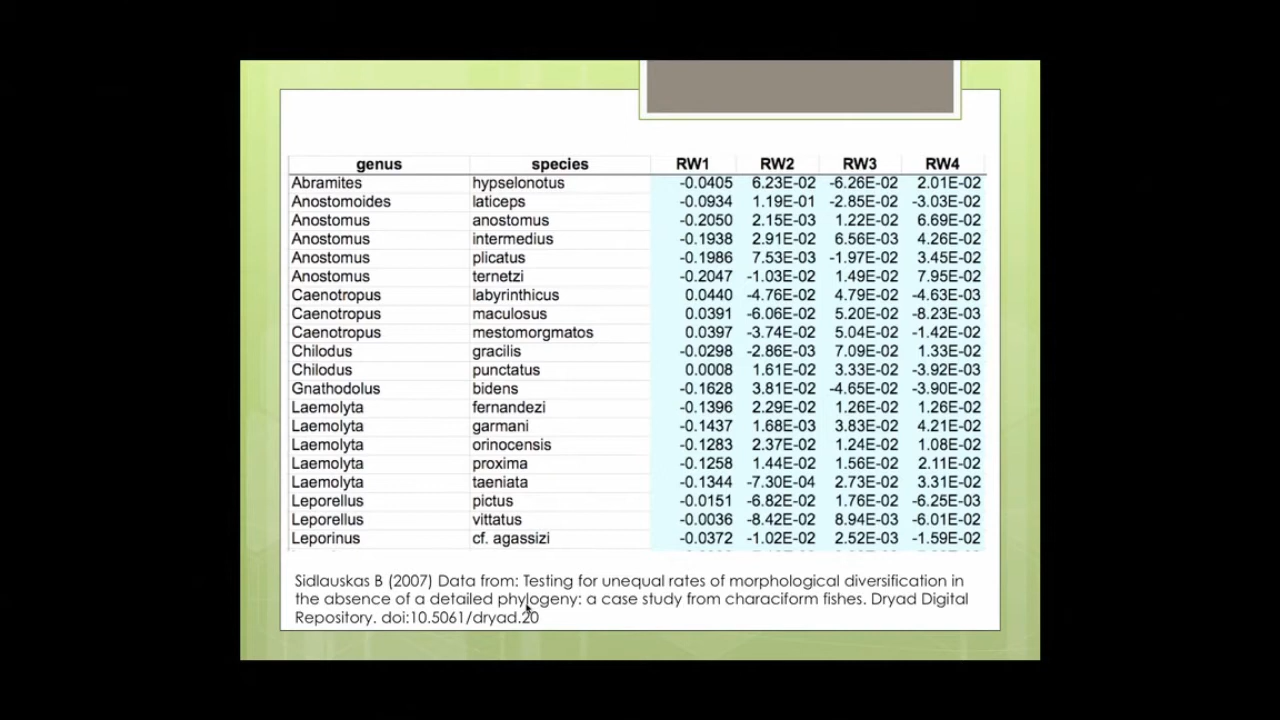 genus species RW1 RW2 RW3 RW4
Abramites hypselonotus -0.0405 6.23E-02 -6.26E-02 2.01E-02
Anostomoides laticeps -0.0934 1.19E-01 -2.85E-02 -3.03E-02
Anostomus anostomus -0.2050 2.15E-03 1.22E-02 6.69E-02
Anostomus intermedius -0.1938 2.91E-02 6.56E-03 4.26E-02
Anostomus plicatus -0.1986 7.53E-03 -1.97E-02 3.45E-02
Anostomus ternetzi -0.2047 -1.03E-02 1.49E-02 7.95E-02
Caenotropus labyrinthicus 0.0440 -4.76E-02 4.79E-02 -4.63E-03
Caenotropus maculosus 0.0391 -6.06E-02 5.20E-02 -8.23E-03
Caenotropus mestomorgmatos 0.0397 -3.74E-02 5.04E-02 -1.42E-02
Chilodus gracilis -0.0298 -2.86E-03 7.09E-02 1.33E-02
Chilodus punctatus 0.0008 1.61E-02 3.33E-02 -3.92E-03
Gnathodolus bidens -0.1628 3.81E-02 -4.65E-02 -3.90E-02
Laemolyta fernandezi -0.1396 2.29E-02 1.26E-02 1.26E-02
Laemolyta garmani -0.1437 1.68E-03 3.83E-02 4.21E-02
Laemolyta orinocensis -0.1283 2.37E-02 1.24E-02 1.08E-02
Laemolyta proxima -0.1258 1.44E-02 1.56E-02 2.11E-02
Laemolyta taeniata -0.1344 -7.30E-04 2.73E-02 3.31E-02
Leporellus pictus -0.0151 -6.82E-02 1.76E-02 -6.25E-03
Leporellus vittatus -0.0036 -8.42E-02 8.94E-03 -6.01E-02
Leporinus cf. agassizi -0.0372 -1.02E-02 2.52E-03 -1.59E-02
Sidlauskas B (2007) Data from: Testing for unequal rates of morphological diversification in
the absence of a detailed phylogeny: a case study from characiform fishes. Dryad Digital
Repository. doi:10.5061/dryad.20